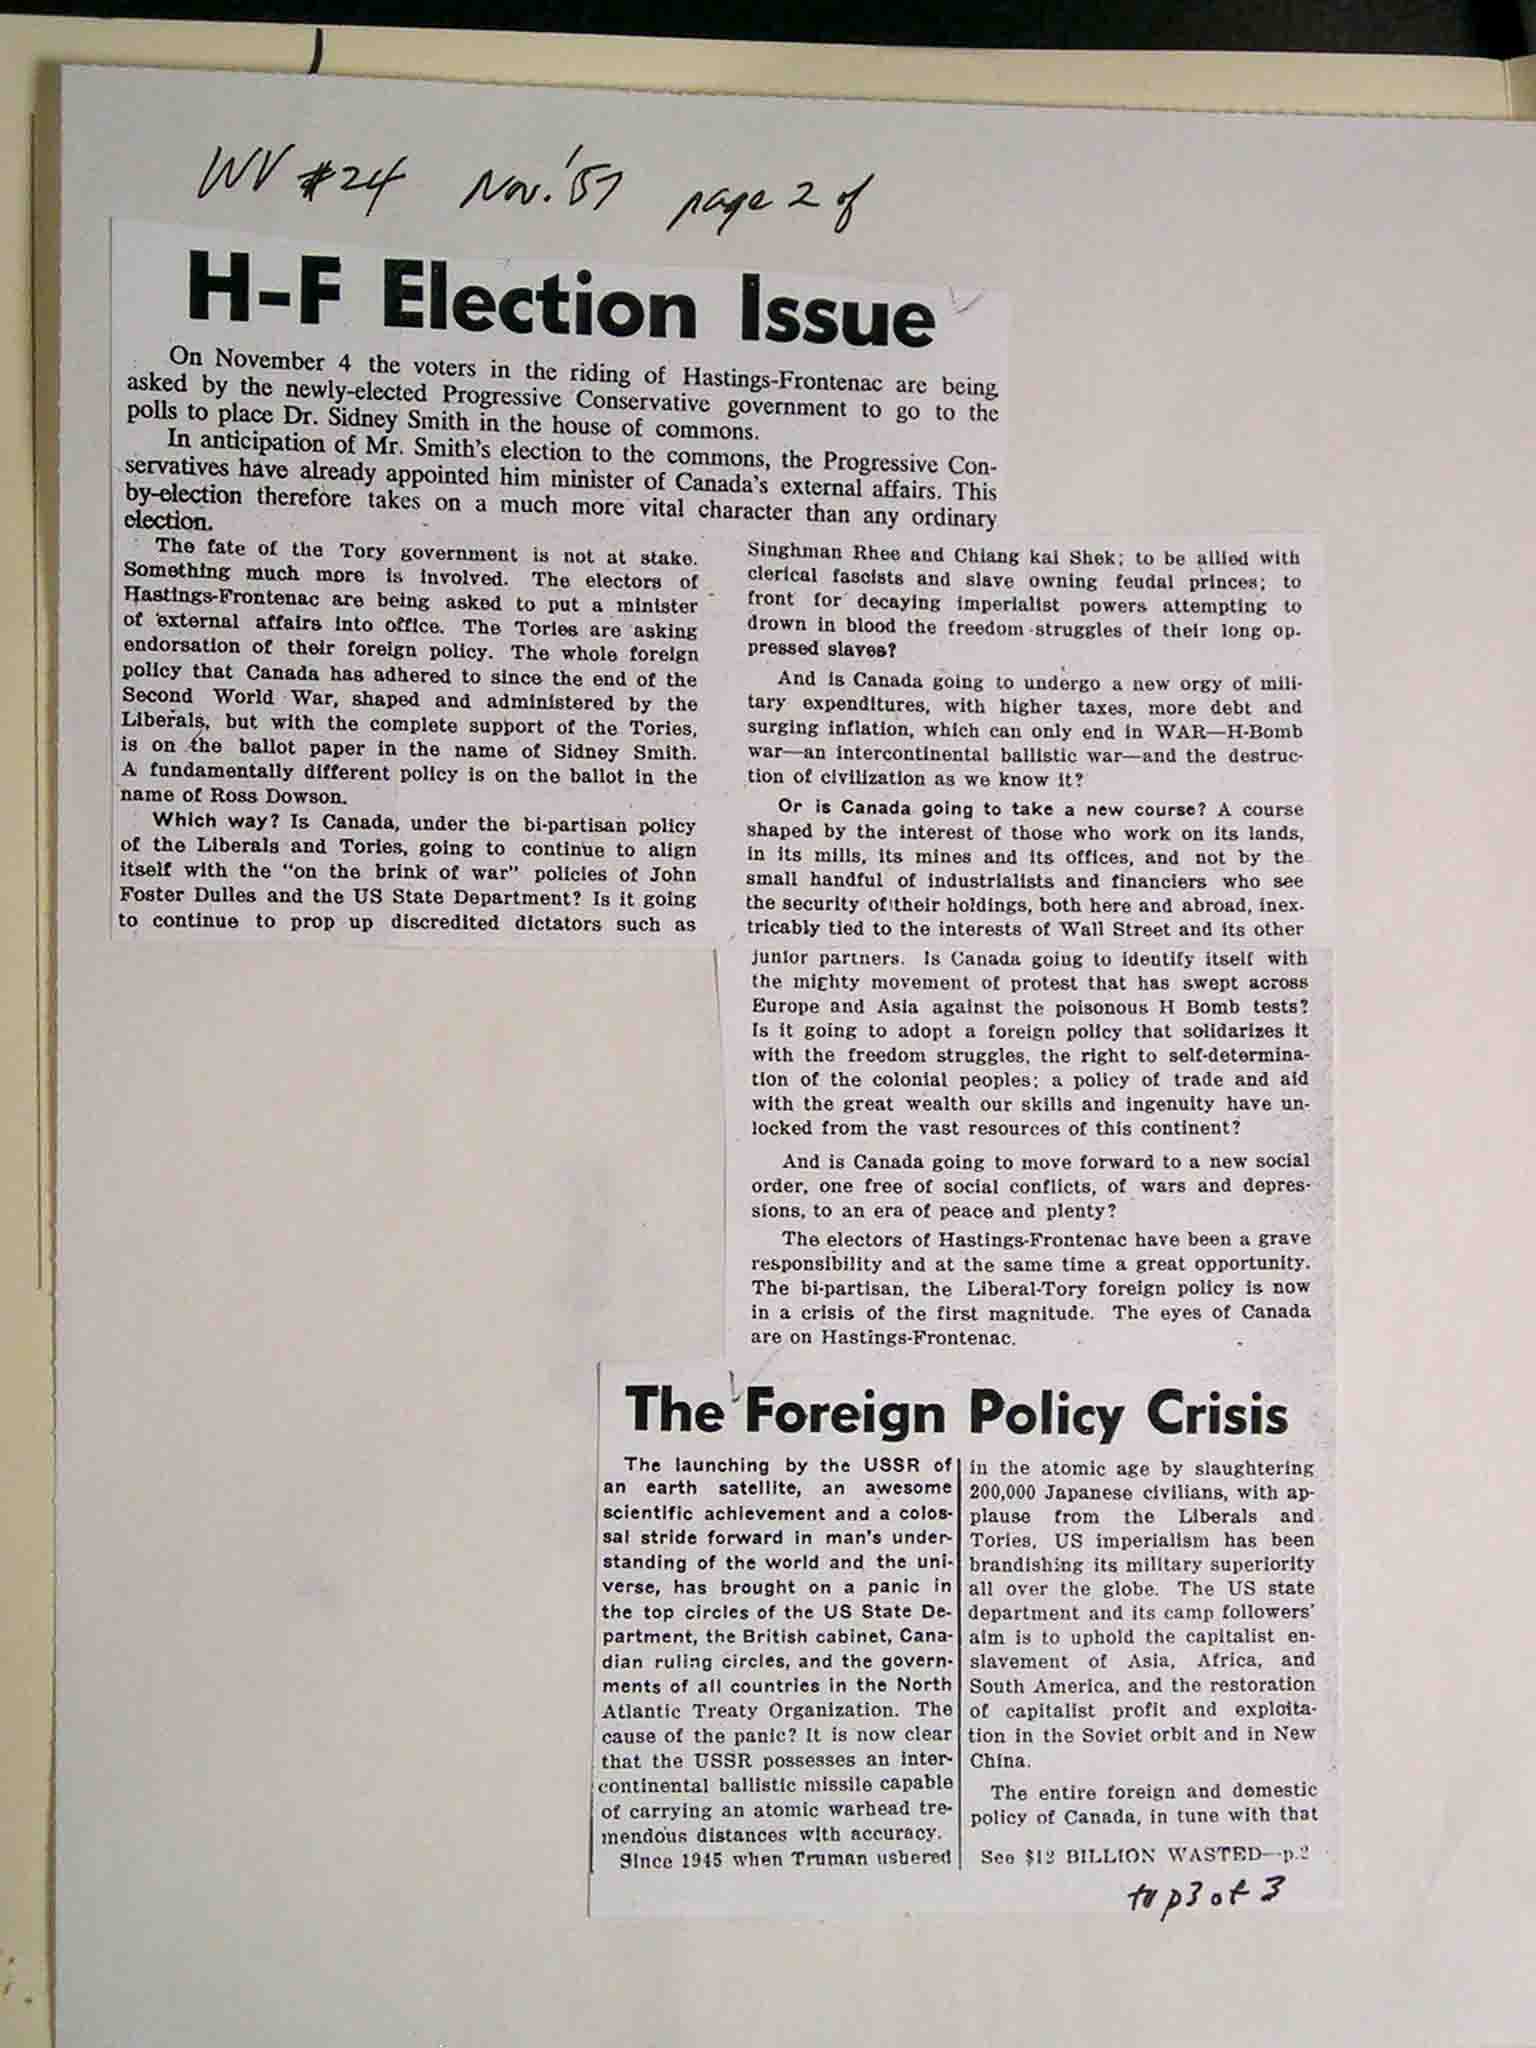 WV #24 Nov. '57 page 2 of
H-F Election Issue
On November 4 the voters in the riding of Hastings-Frontenac are being
asked by the newly-elected Progressive Conservative government to go to the
polls to place Dr. Sidney Smith in the house of commons.
In anticipation of Mr. Smith's election to the commons, the Progressive Con-
servatives have already appointed him minister of Canada's external affairs. This
by-election therefore takes on a much more vital character than any ordinary
election.
The fate of the Tory government is not at stake.
Something much more is involved. The electors of
Hastings-Frontenac are being asked to put a minister
of external affairs into office. The Tories are asking
endorsation of their foreign policy. The whole foreign
policy that Canada has adhered to since the end of the
Second World War, shaped and administered by the
Liberals, but with the complete support of the Tories,
is on the ballot paper in the name of Sidney Smith.
A fundamentally different policy is on the ballot in the
name of Ross Dowson.
Which way? Is Canada, under the bi-partisan policy
of the Liberals and Tories, going to continue to align
itself with the "on the brink of war" policies of John
Foster Dulles and the US State Department? Is it going
to continue to prop up discredited dictators such as
Singhman Rhee and Chiang kai Shek; to be allied with
clerical fascists and slave owning feudal princes; to
front for decaying imperialist powers attempting to
drown in blood the freedom struggles of their long op-
pressed slaves?
And is Canada going to undergo a new orgy of mili-
tary expenditures, with higher taxes, more debt and
surging inflation, which can only end in WAR—H-Bomb
war—an intercontinental ballistic war—and the destruc-
tion of civilization as we know it?
Or is Canada going to take a new course? A course
shaped by the interest of those who work on its lands,
in its mills, its mines and its offices, and not by the
small handful of industrialists and financiers who see
the security of their holdings, both here and abroad, inex-
tricably tied to the interests of Wall Street and its other
junior partners. Is Canada going to identify itself with
the mighty movement of protest that has swept across
Europe and Asia against the poisonous H Bomb tests?
Is it going to adopt a foreign policy that solidarizes it
with the freedom struggles, the right to self-determina-
tion of the colonial peoples; a policy of trade and aid
with the great wealth our skills and ingenuity have un-
locked from the vast resources of this continent?
And is Canada going to move forward to a new social
order, one free of social conflicts, of wars and depres-
sions, to an era of peace and plenty?
The electors of Hastings-Frontenac have been a grave
responsibility and at the same time a great opportunity.
The bi-partisan, the Liberal-Tory foreign policy is now
in a crisis of the first magnitude. The eyes of Canada
are on Hastings-Frontenac.
The Foreign Policy Crisis
The launching by the USSR of
an earth satellite, an awesome
scientific achievement and a colos-
sal stride forward in man's under-
standing of the world and the uni-
verse, has brought on a panic in
the top circles of the US State De-
partment, the British cabinet, Cana-
dian ruling circles, and the govern-
ments of all countries in the North
Atlantic Treaty Organization. The
cause of the panic? It is now clear
that the USSR possesses an inter-
continental ballistic missile capable
of carrying an atomic warhead tre-
mendous distances with accuracy.
Since 1945 when Truman ushered
in the atomic age by slaughtering
200,000 Japanese civilians, with ap-
plause from the Liberals and
Tories, US imperialism has been
brandishing its military superiority
all over the globe. The US state
department and its camp followers'
aim is to uphold the capitalist en-
slavement of Asia, Africa, and
South America, and the restoration
of capitalist profit and exploita-
tion in the Soviet orbit and in New
China.
The entire foreign and domestic
policy of Canada, in tune with that
See $12 BILLION WASTED—p.2
to p3 of 3